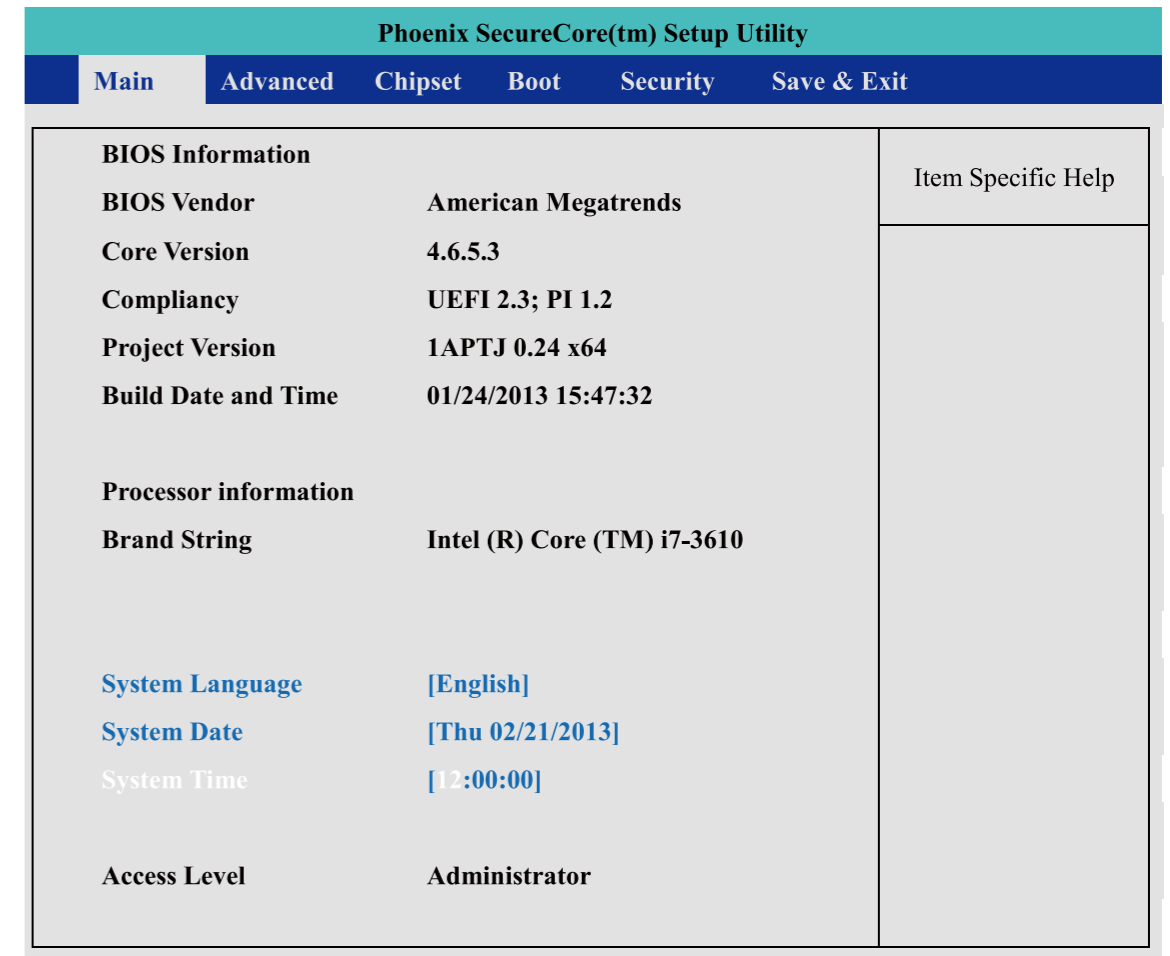 Phoenix SecureCore(tm) Setup Utility
Main Advanced Chipset Boot Security Save & Exit
BIOS Information
Item Specific Help
BIOS Vendor American Megatrends
Core Version 4.6.5.3
Compliancy UEFI 2.3; PI 1.2
Project Version 1APTJ 0.24 x64
Build Date and Time 01/24/2013 15:47:32
Processor information
Brand String Intel (R) Core (TM) i7-3610
System Language [English]
System Date [Thu 02/21/2013]
System Time [12:00:00]
Access Level Administrator